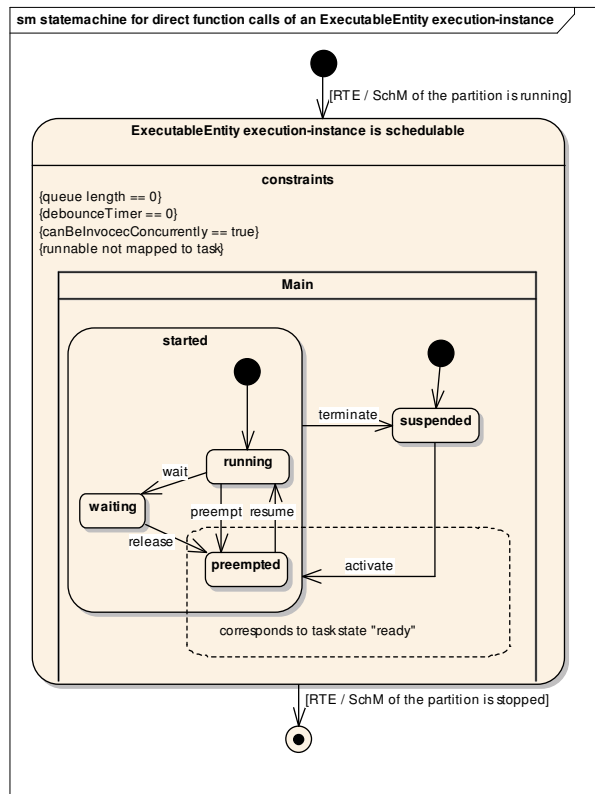 sm statemachine for direct function calls of an ExecutableEntity execution-instance
[RTE / SchM of the partition is running]
ExecutableEntity execution-instance is schedulable
constraints
{queue length == 0}
{debounceTimer == 0}
{canBeInvocecConcurrently == true}
{runnable not mapped to task}
Main
started
terminate
suspended
running
wait
waiting
preempt
resume
release
preempted
activate
corresponds to task state "ready"
[RTE / SchM of the partition is stopped]